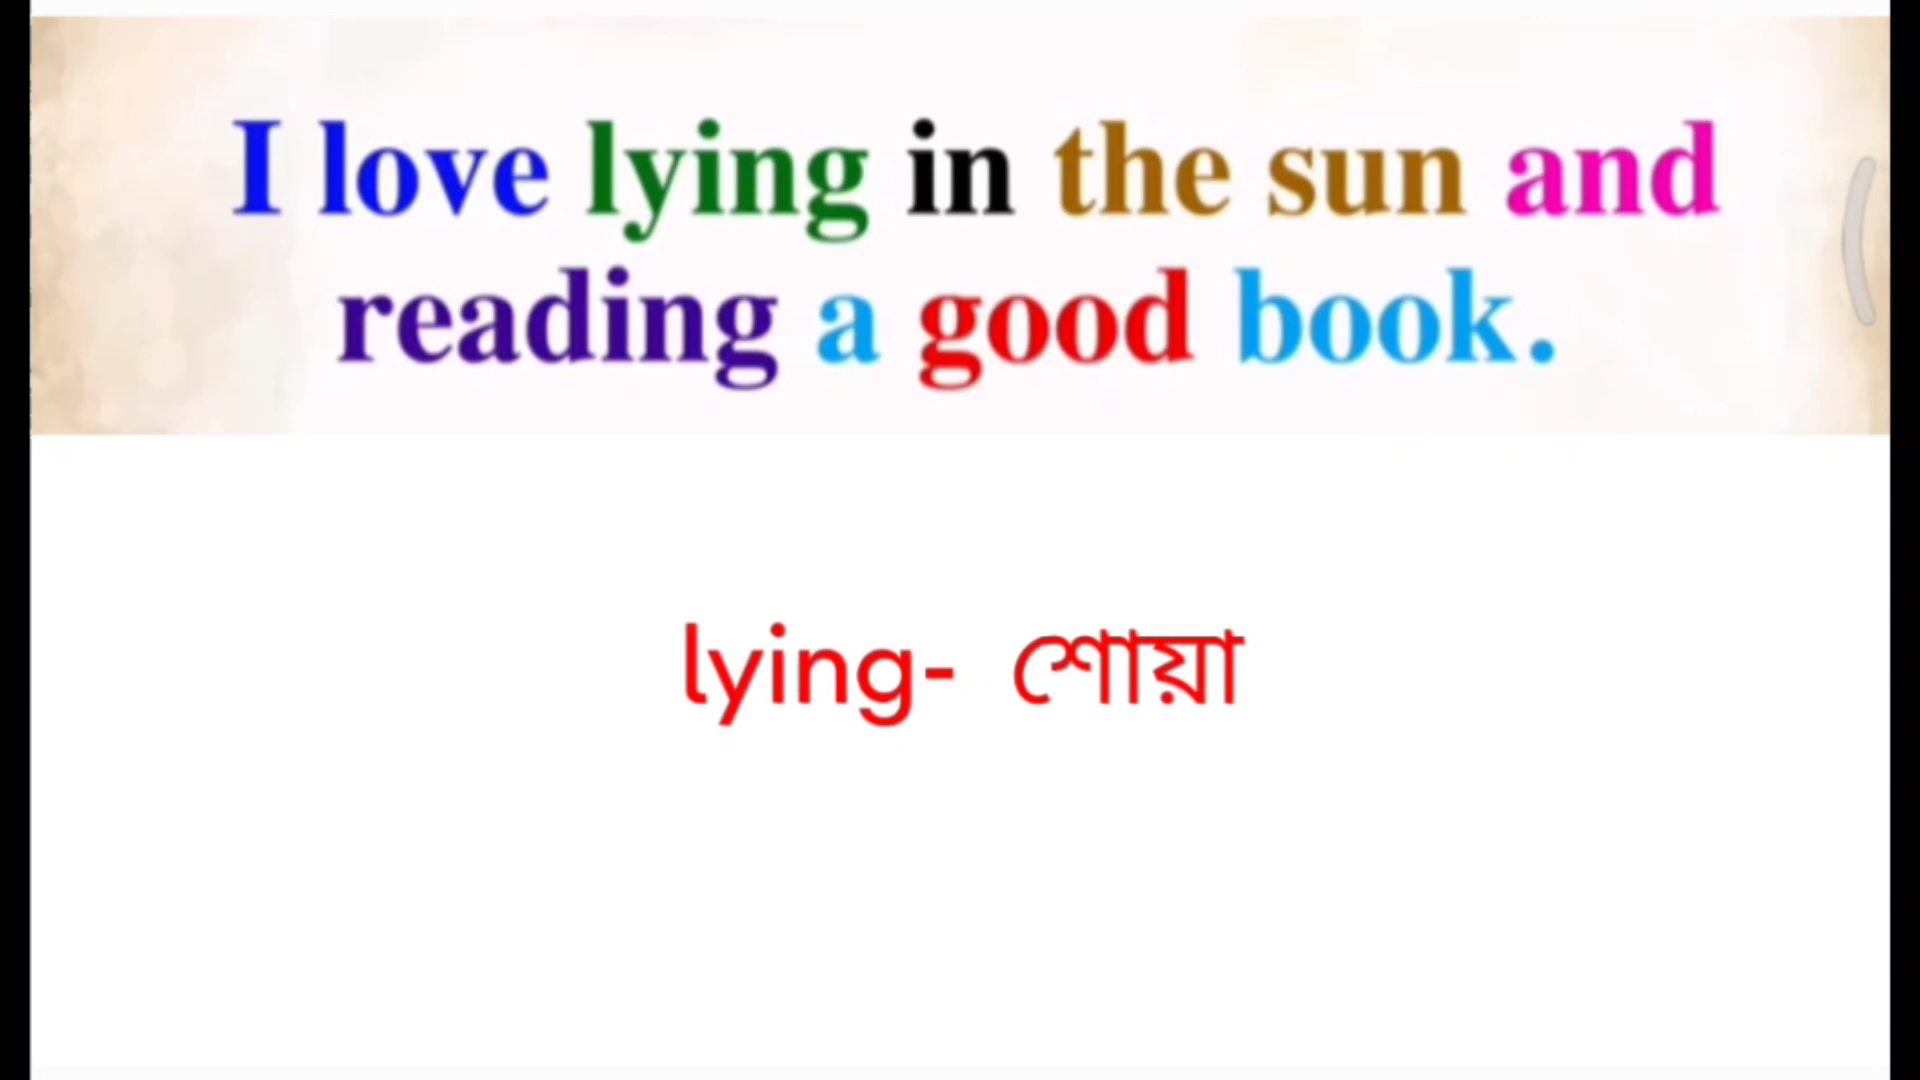 I love lying in the sun and
reading a good book.
lying- শোয়া